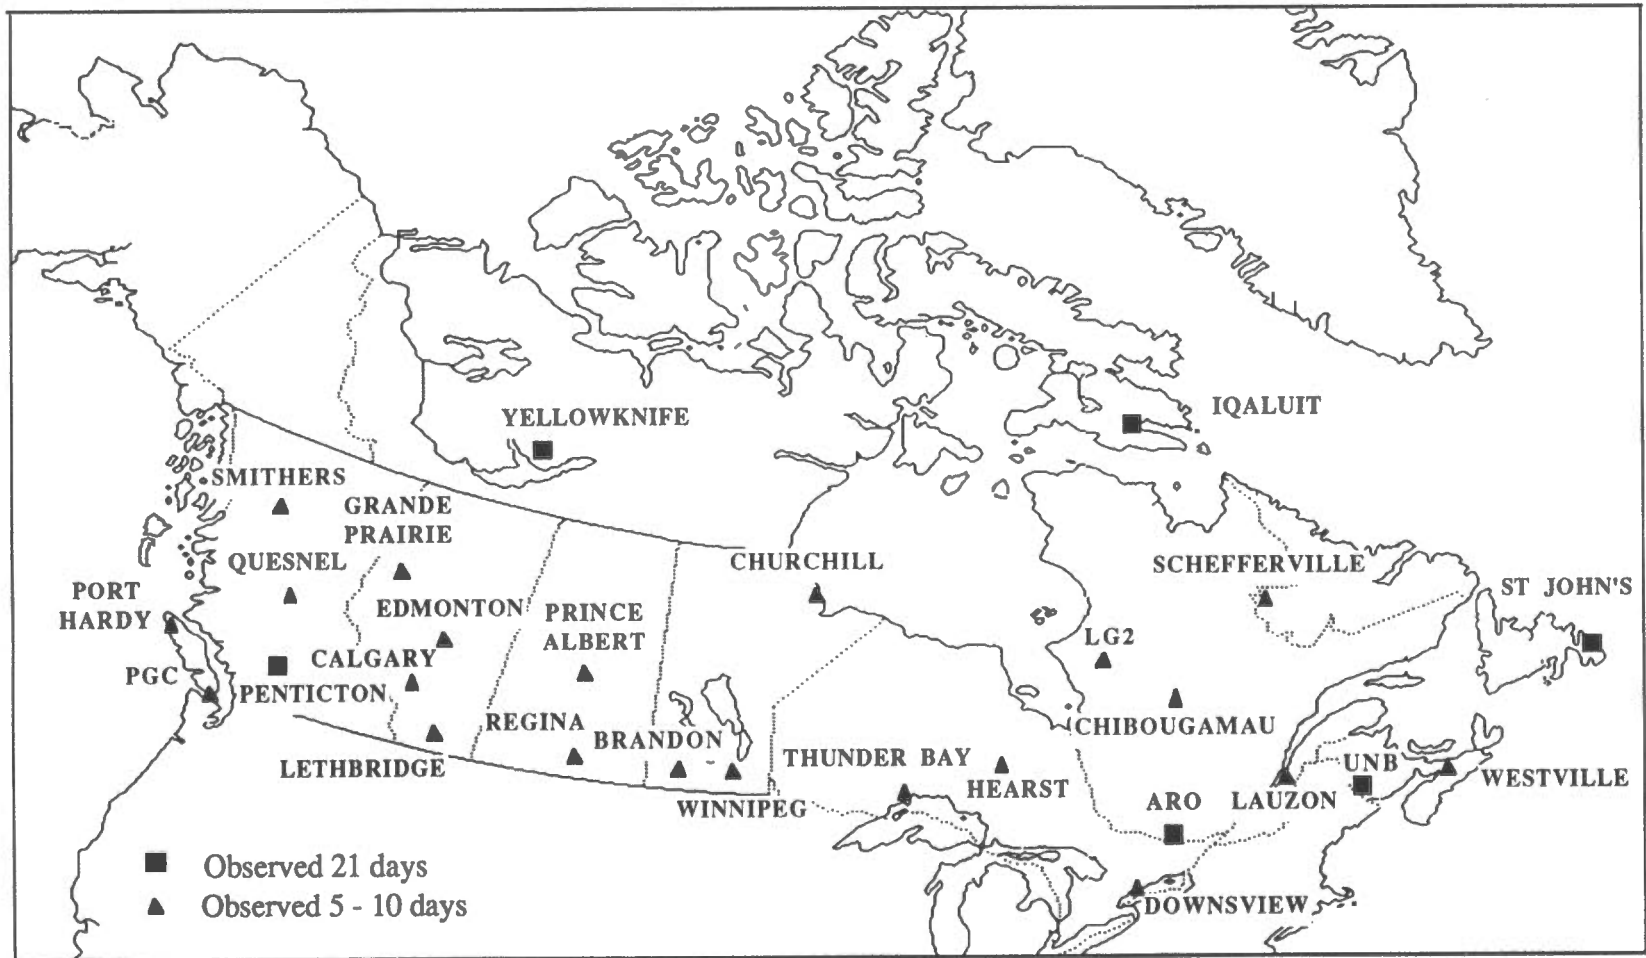 YELLOWKNIFE
IQALUIT
SMITHERS
GRANDE
PRAIRIE
QUESNEL
CHURCHILL
SCHEFFERVILLE
PORT
HARDY
EDMONTON
PRINCE
ALBERT
ST JOHN'S
LG2
PGC
CALGARY
PENTICTON
REGINA
BRANDON
CHIBOUGAMAU
THUNDER BAY
HEARST
UNB
WESTVILLE
LETHBRIDGE
WINNIPEG
ARO
LAUZON
DOWNSVIEW
Observed 21 days
Observed 5 - 10 days